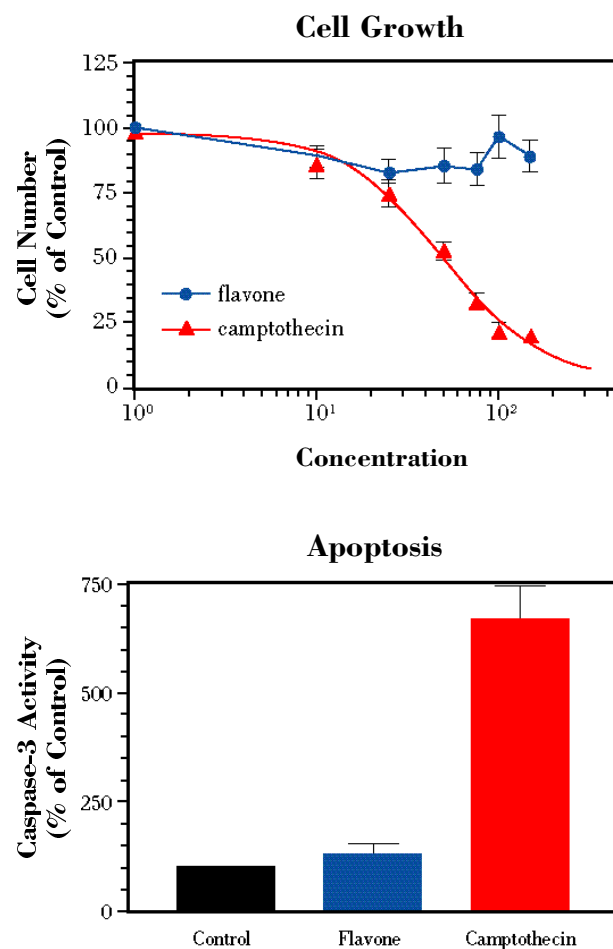 Cell Growth
125
100
75
50
25
0
Cell Number
(% of Control)
flavone
camptothecin
10⁰
10¹
10²
Concentration
Apoptosis
750
500
250
0
Caspase-3 Activity
(% of Control)
Control
Flavone
Camptothecin